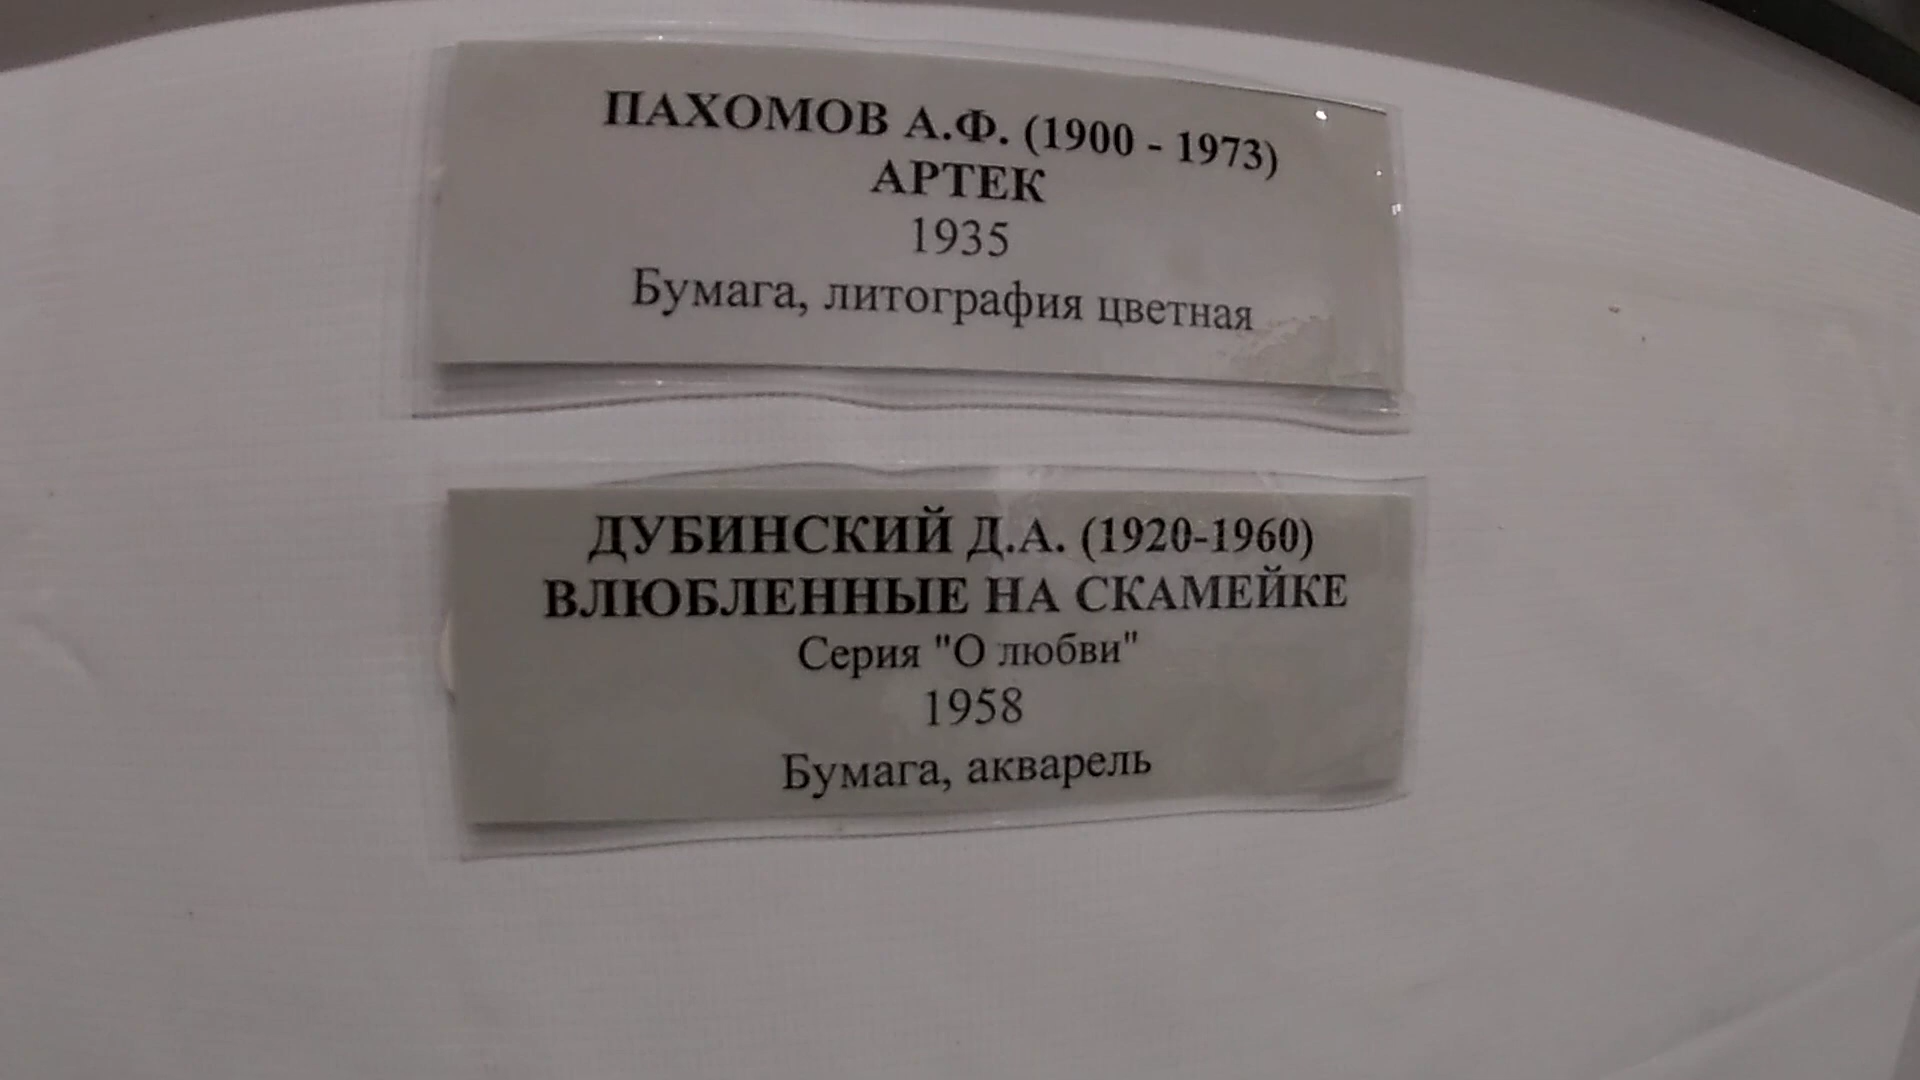 ПАХОМОВ А.Ф. (1900 - 1973)
АРТЕК
1935
Бумага, литография цветная
ДУБИНСКИЙ Д.А. (1920-1960)
ВЛЮБЛЕННЫЕ НА СКАМЕЙКЕ
Серия "О любви"
1958
Бумага, акварель